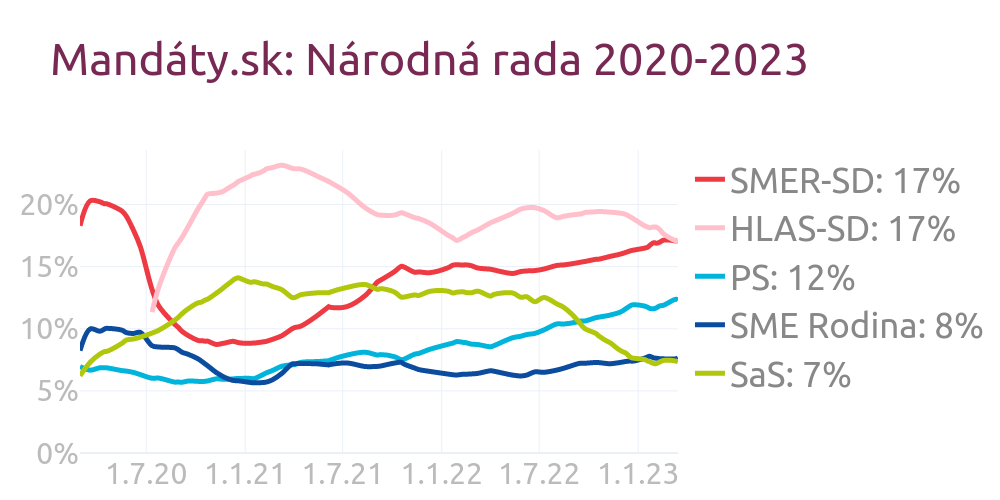 Mandáty.sk: Národná rada 2020-2023
SMER-SD: 17%
HLAS-SD: 17%
PS: 12%
SME Rodina: 8%
SaS: 7%
20%
15%
10%
5%
0%
1.7.20 1.1.21 1.7.21 1.1.22 1.7.22 1.1.23